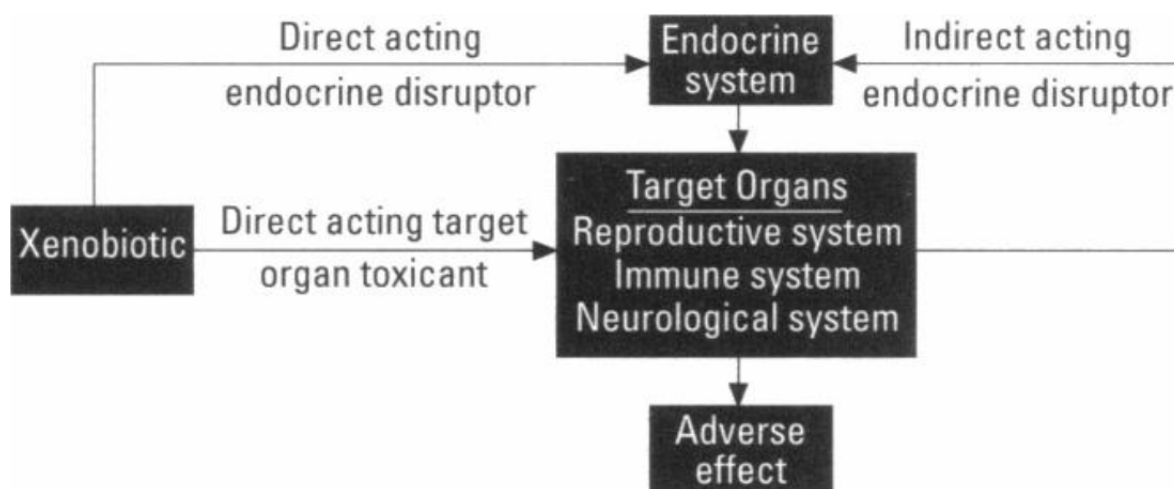 Direct acting
endocrine disruptor
Endocrine
system
Indirect acting
endocrine disruptor
Xenobiotic
Direct acting target
organ toxicant
Target Organs
Reproductive system
Immune system
Neurological system
Adverse
effect